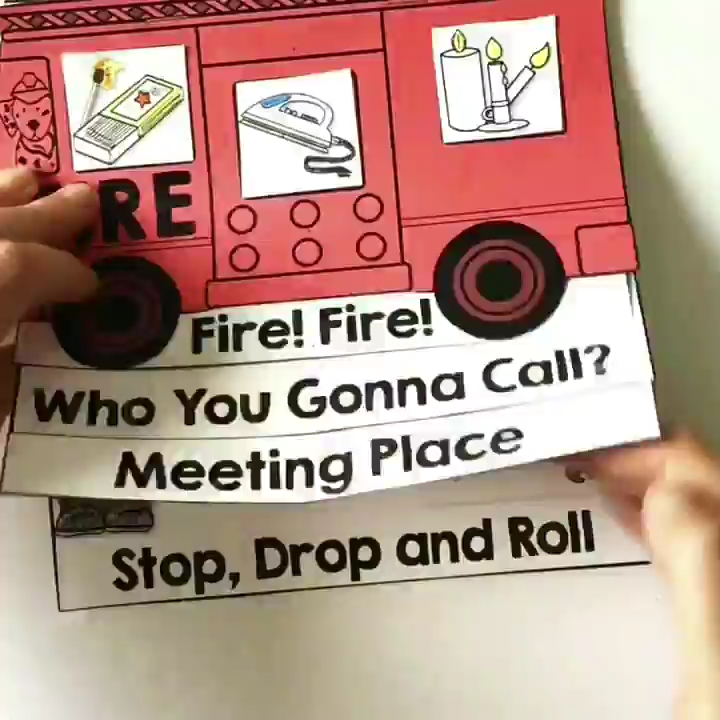 RE
Fire! Fire!
Who You Gonna Call?
Meeting Place
Stop, Drop and Roll